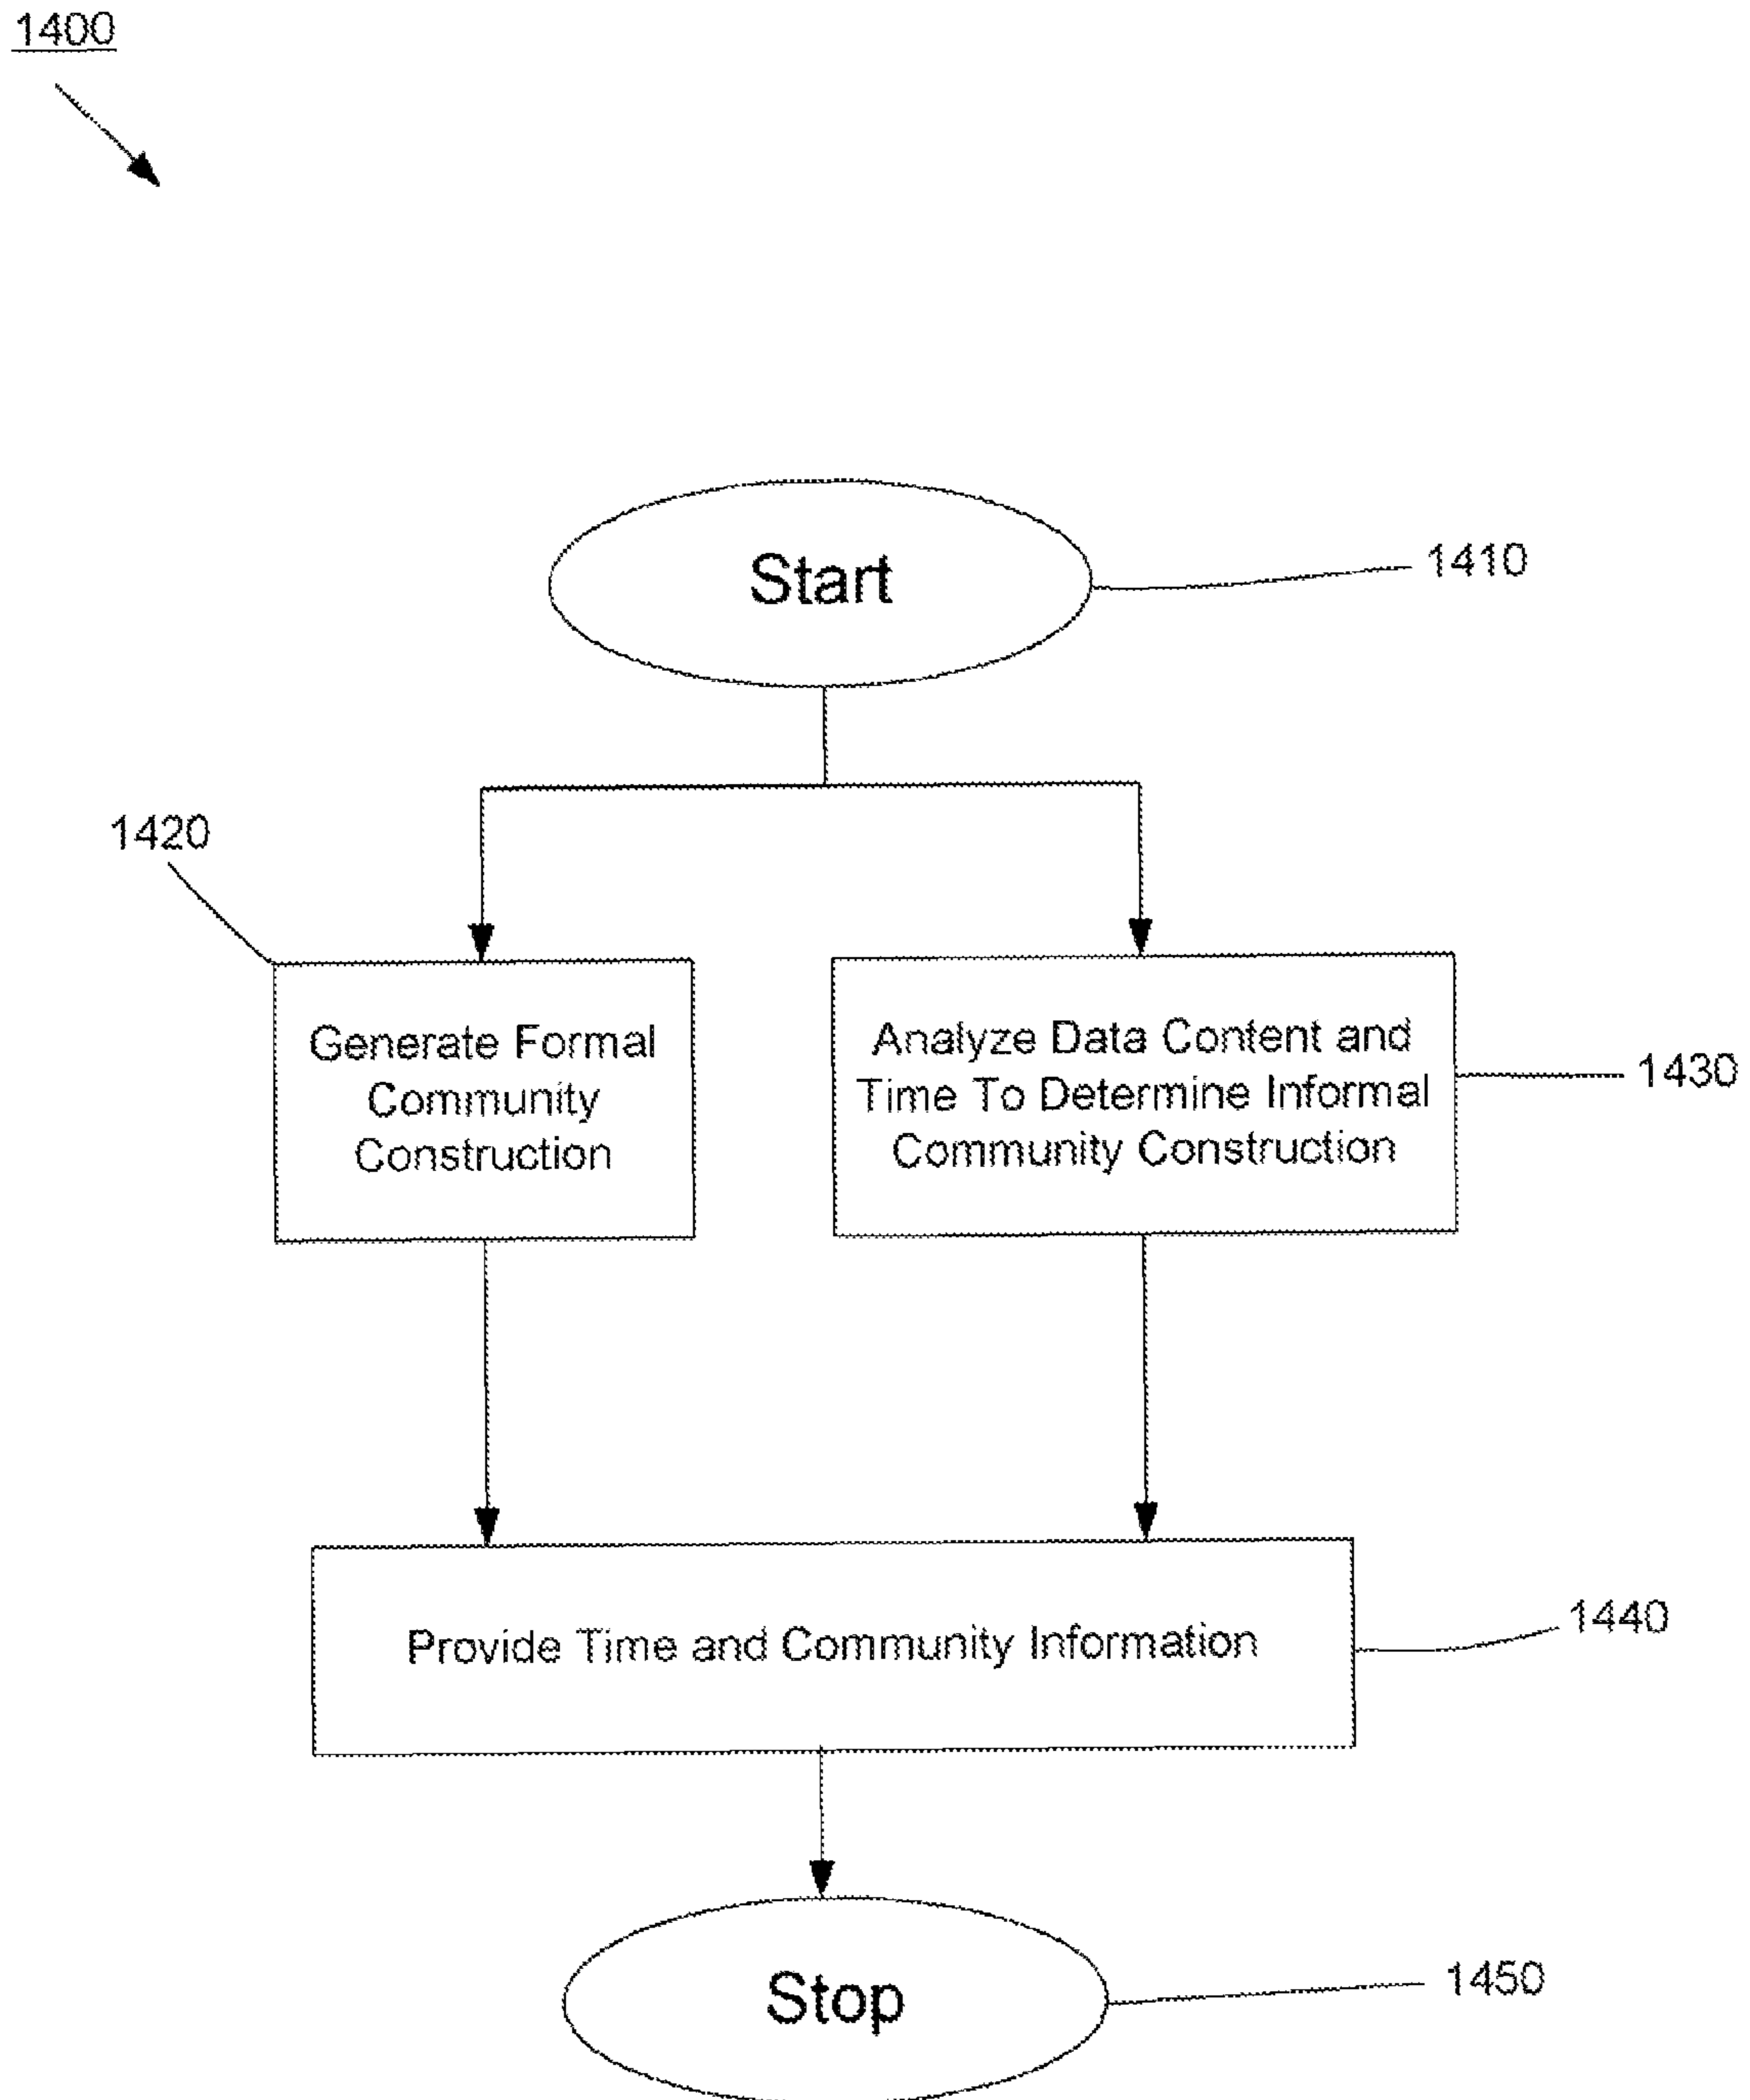 1400
Start
1410
1420
Generate Formal
Community
Construction
Analyze Data Content and
Time To Determine Informal
Community Construction
1430
Provide Time and Community Information
1440
Stop
1450